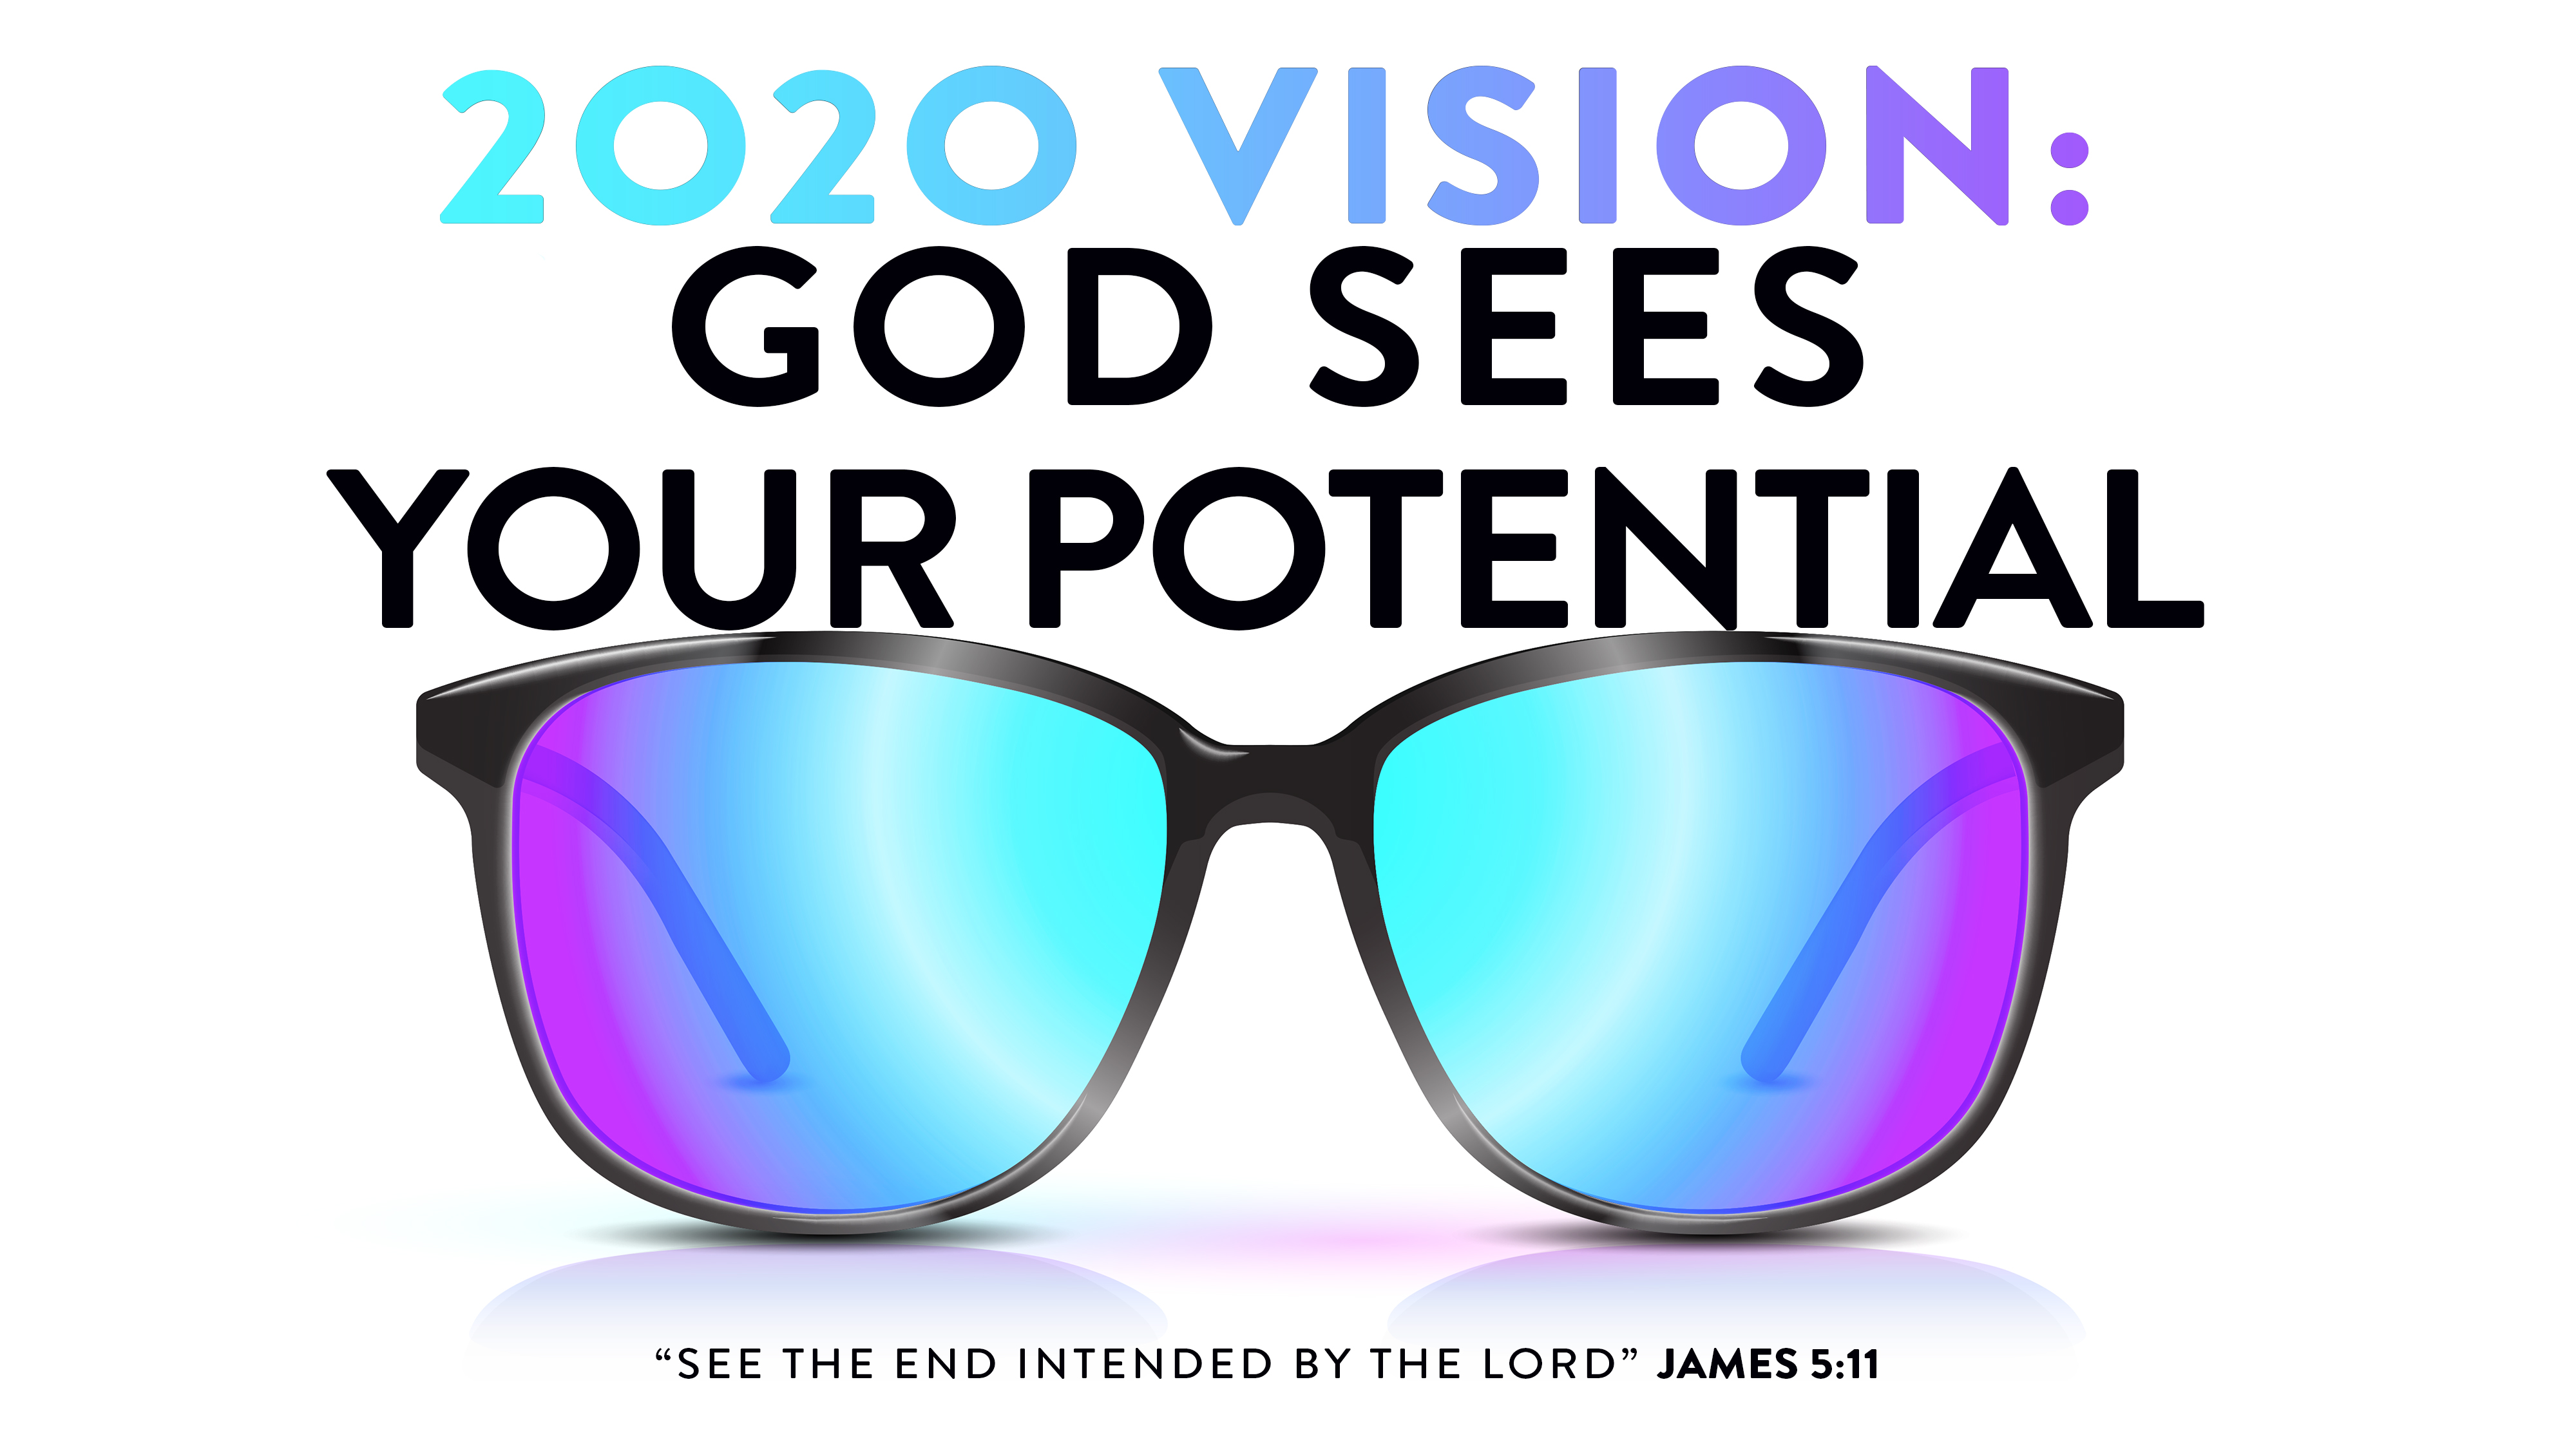 2020 VISION:
GOD SEES
YOUR POTENTIAL
“SEE THE END INTENDED BY THE LORD” JAMES 5:11